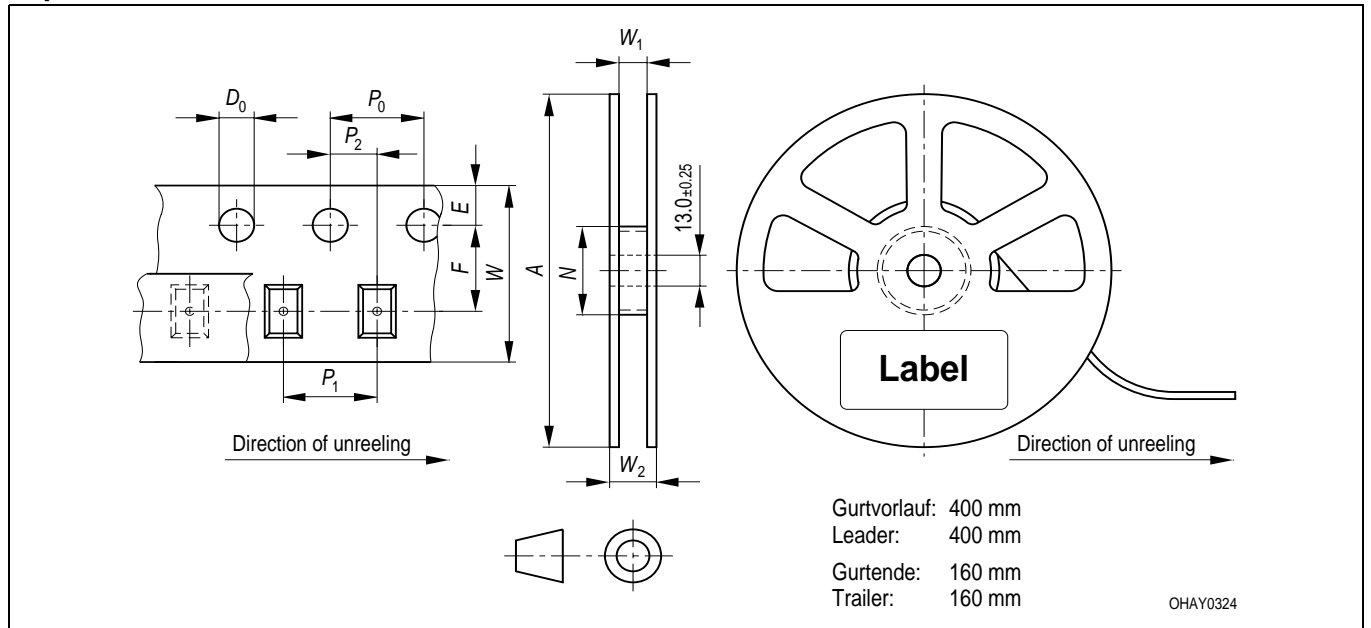 W₁
D₀
P₀
P₂
E
F
W
A
N
13.0±0.25
P₁
W₂
Label
Direction of unreeling
Direction of unreeling
Gurtvorlauf: 400 mm
Leader: 400 mm
Gurtende: 160 mm
Trailer: 160 mm
OHAY0324